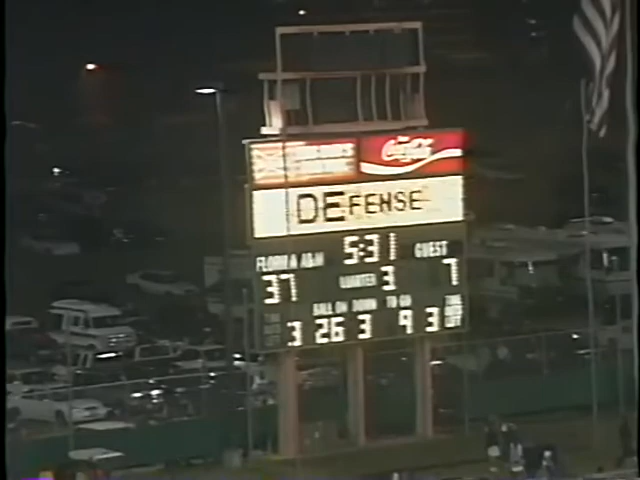 Coca-Cola
DEFENSE
FLORIDA A&M 5:31 GUEST
37 QUARTER 3 7
BALL ON DOWN TO GO
3 26 3 9 3